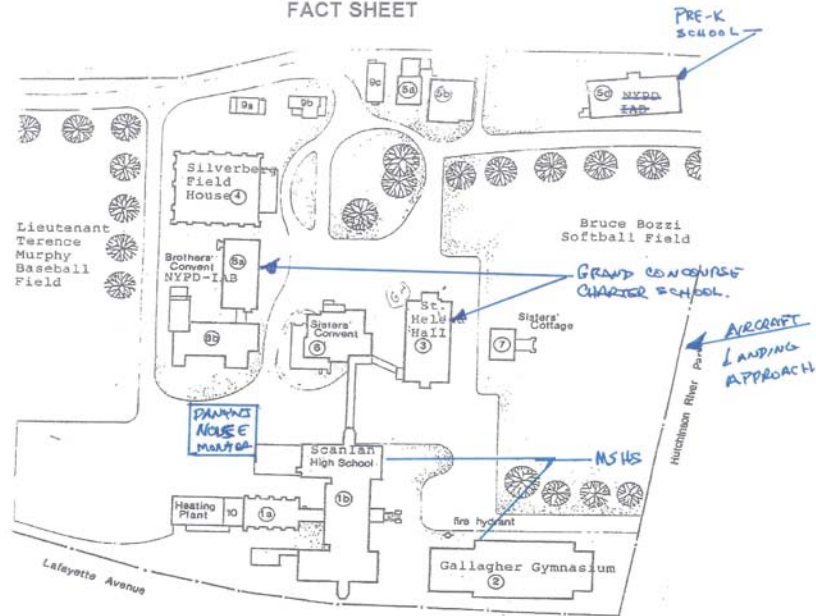 FACT SHEET
PRE-K
SCHOOL
9c
5a
5b
5c
NYPD
IAB
9a
9b
Silverberg
Field
House
4
Lieutenant
Terence
Murphy
Baseball
Field
Bruce Bozzi
Softball Field
Brothers'
Convent
NYPD-IAB
8a
GRAND CONCOURSE
CHARTER SCHOOL.
St.
Helena
Hall
3
Sisters'
Convent
6
Sisters'
Cottage
7
8b
AIRCRAFT
LANDING
APPROACH
Hutchinson River
NOISE
Scanlan
High School
MSHS
Heating
Plant
10
1a
1b
fire hydrant
Gallagher Gymnasium
2
Lafayette Avenue